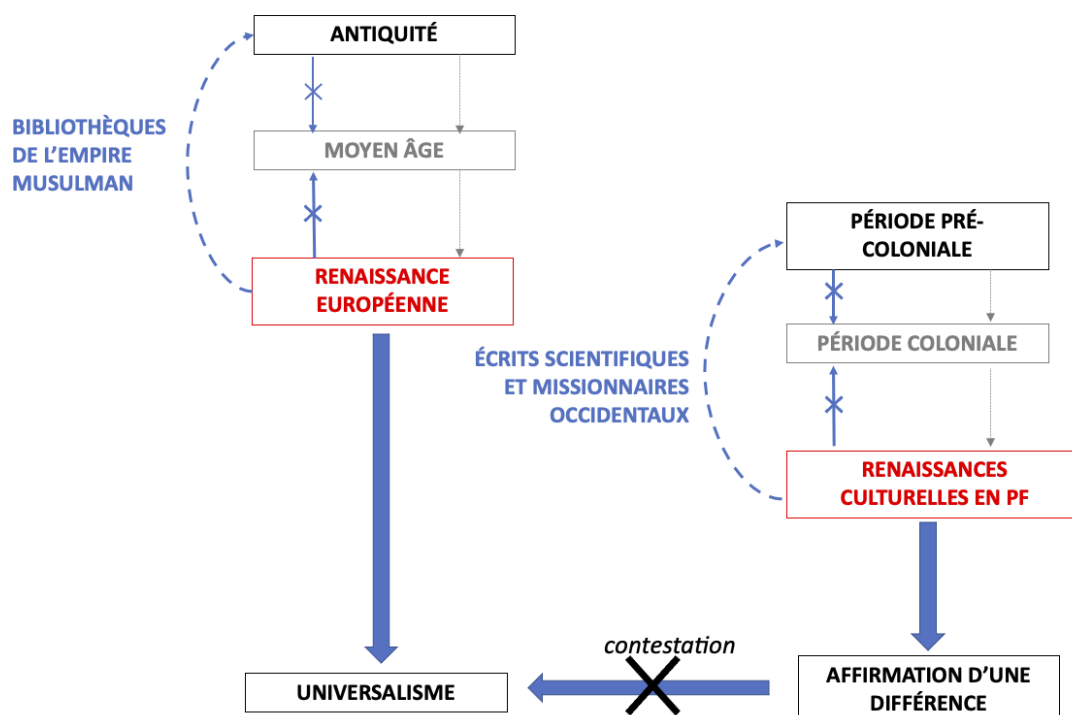 ANTIQUITÉ
BIBLIOTHÈQUES
DE L'EMPIRE
MUSULMAN
MOYEN ÂGE
RENAISSANCE
EUROPÉENNE
PÉRIODE PRÉ-
COLONIALE
PÉRIODE COLONIALE
ÉCRITS SCIENTIFIQUES
ET MISSIONNAIRES
OCCIDENTAUX
RENAISSANCES
CULTURELLES EN PF
contestation
UNIVERSALISME
AFFIRMATION D'UNE
DIFFÉRENCE